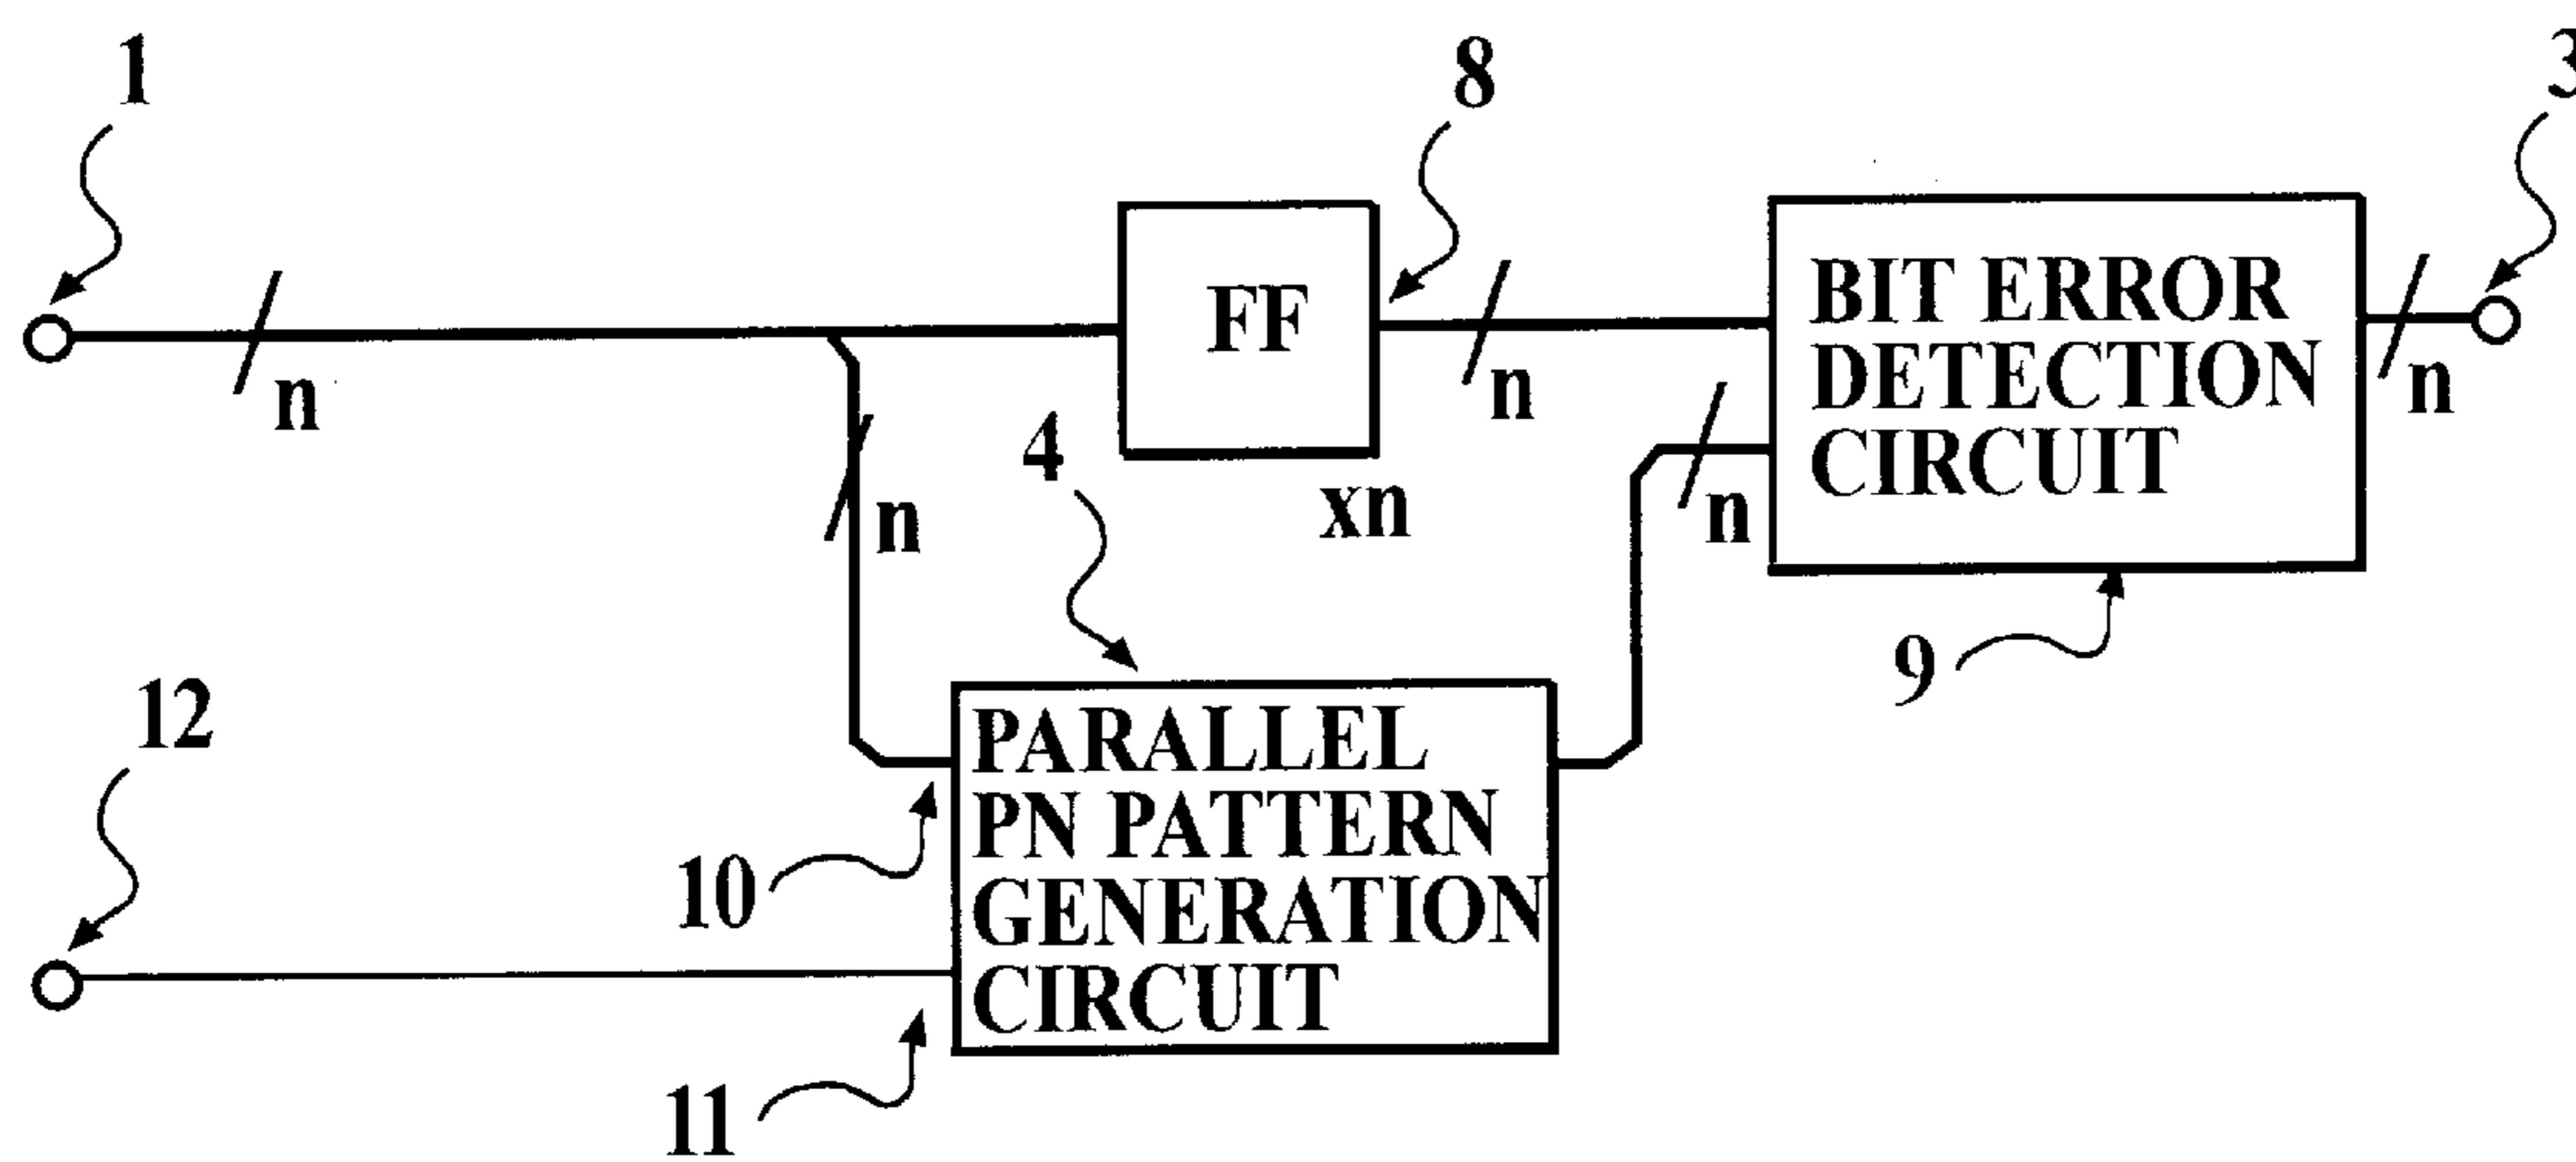 1
8
3
n
FF
n
BIT ERROR
DETECTION
CIRCUIT
n
n
4
xn
n
9
12
PARALLEL
PN PATTERN
GENERATION
CIRCUIT
10
11